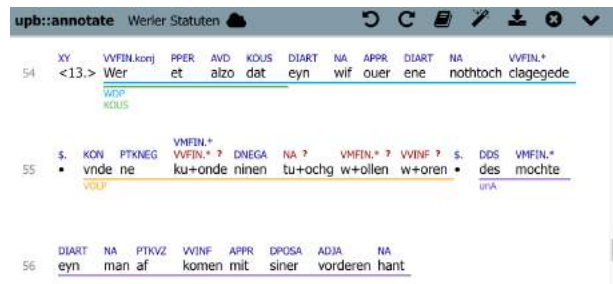 upb::annotate Werler Statuten
XY VVFIN.konj PPER AVD KOUS DIART NA APPR DIART NA VVFIN.*
54 <13.> Wer et alzo dat eyn wif ouer ene nothtoch clagegede
WDP
KOUS
VMFIN.*
$. KON PTKNEG VVFIN.* ? DNEGA NA ? VMFIN.* ? VVINF ? $. DDS VMFIN.*
55 • vnde ne ku+onde ninen tu+ochg w+ollen w+oren • des mochte
VOLP urA
DIART NA PTKVZ VVINF APPR DPOSA ADJA NA
56 eyn man af komen mit siner vorderen hant